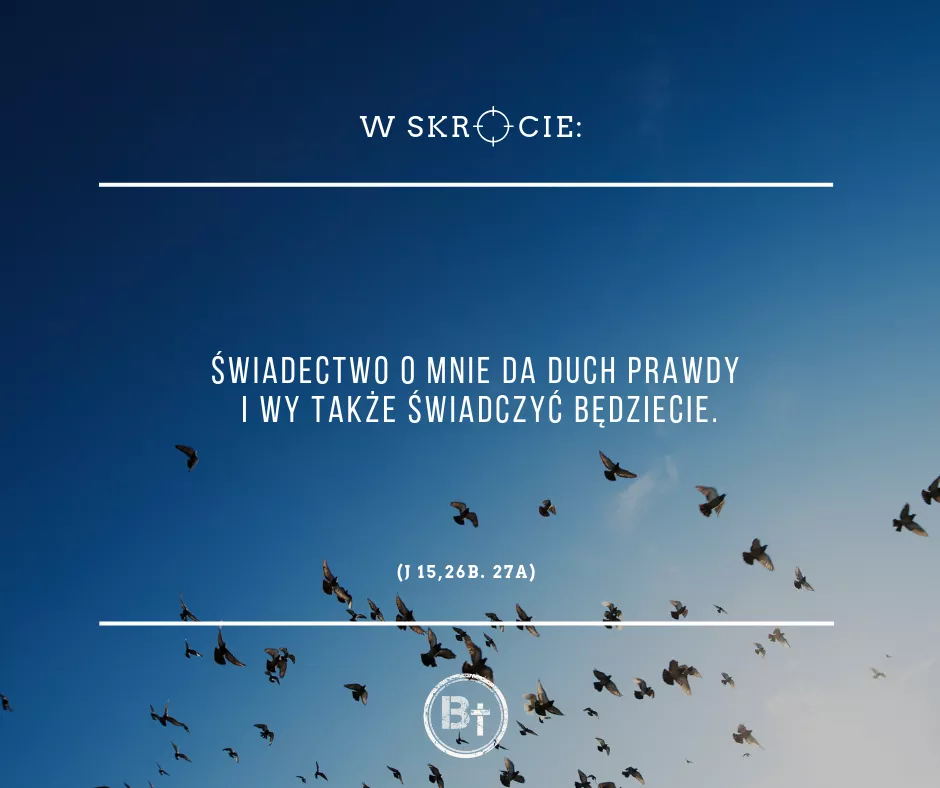 W SKRÓCIE:
ŚWIADECTWO O MNIE DA DUCH PRAWDY
I WY TAKŻE ŚWIADCZYĆ BĘDZIECIE.
(J 15,26B. 27A)
B†